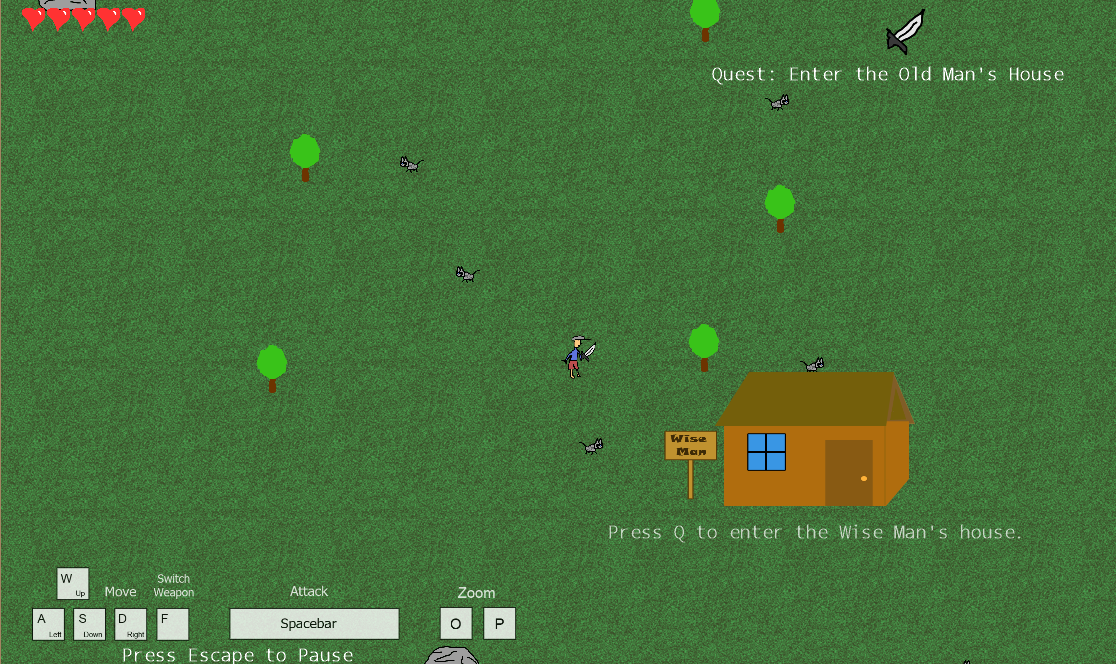 Quest: Enter the Old Man's House
Wise
Man
Press Q to enter the Wise Man's house.
W
Up
Move
Switch
Weapon
Attack
Zoom
A
Left
S
Down
D
Right
F
Spacebar
O
P
Press Escape to Pause